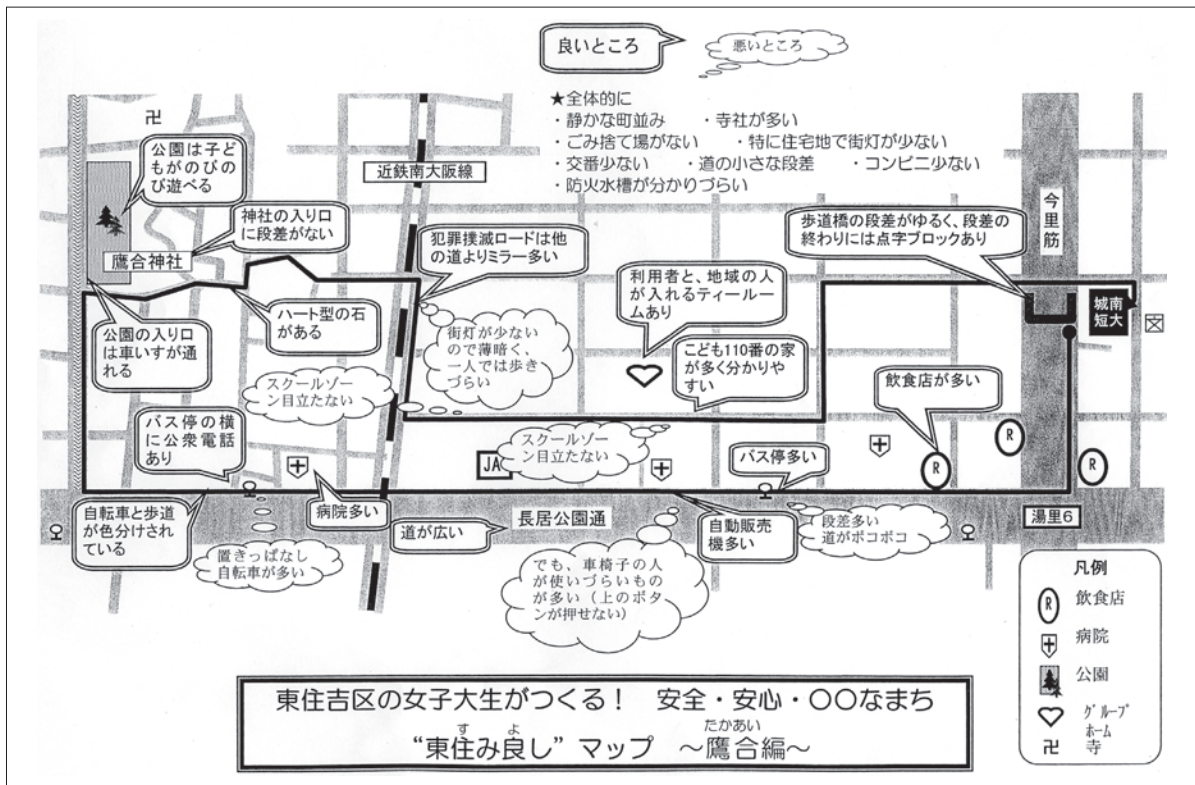 良いところ
悪いところ
★全体的に
・静かな町並み ・寺社が多い
・ごみ捨て場がない ・特に住宅地で街灯が少ない
・交番少ない ・道の小さな段差 ・コンビニ少ない
・防火水槽が分かりづらい
卍
公園は子ど
もがのびの
び遊べる
近鉄南大阪線
今里筋
神社の入り口
に段差がない
鷹合神社
犯罪撲滅ロードは他
の道よりミラー多い
歩道橋の段差がゆるく、段差の
終わりには点字ブロックあり
利用者と、地域の人
が入れるティールー
ムあり
城南
短大
公園の入り口
は車いすが通
れる
ハート型の石
がある
街灯が少ない
ので薄暗く、
一人では歩き
づらい
こども110番の家
が多く分かりや
すい
飲食店が多い
スクールゾー
ン目立たない
バス停の横
に公衆電話
あり
スクールゾー
ン目立たない
JA
バス停多い
R
R
R
自転車と歩道
が色分けされ
ている
病院多い
道が広い
長居公園通
自動販売
機多い
段差多い
道がボコボコ
湯里6
置きっぱなし
自転車が多い
でも、車椅子の人
が使いづらいもの
が多い(上のボタ
ンが押せない)
凡例
R 飲食店
病院
公園
グループ
ホーム
卍 寺
東住吉区の女子大生がつくる! 安全・安心・〇〇なまち
す よ たかあい
“東住み良し”マップ ~鷹合編~